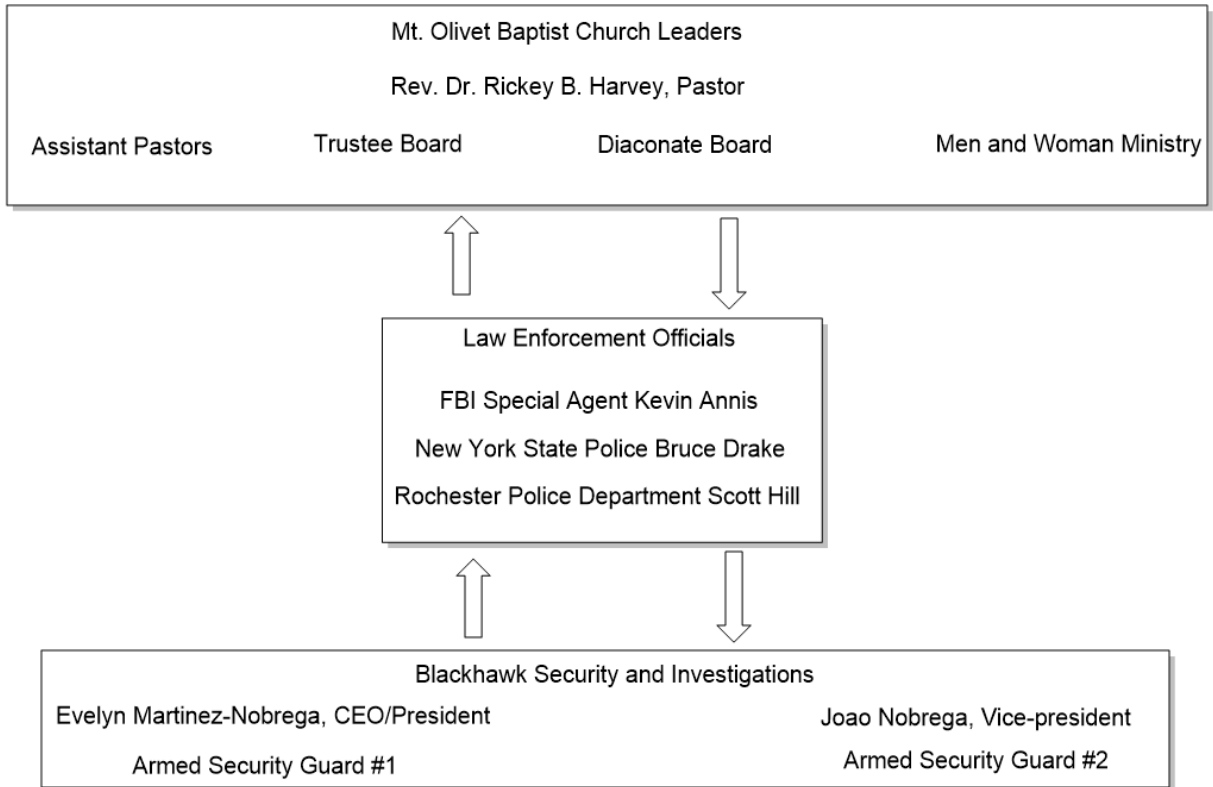 Mt. Olivet Baptist Church Leaders
Rev. Dr. Rickey B. Harvey, Pastor
Assistant Pastors Trustee Board Diaconate Board Men and Woman Ministry
Law Enforcement Officials
FBI Special Agent Kevin Annis
New York State Police Bruce Drake
Rochester Police Department Scott Hill
Blackhawk Security and Investigations
Evelyn Martinez-Nobrega, CEO/President Joao Nobrega, Vice-president
Armed Security Guard #1 Armed Security Guard #2